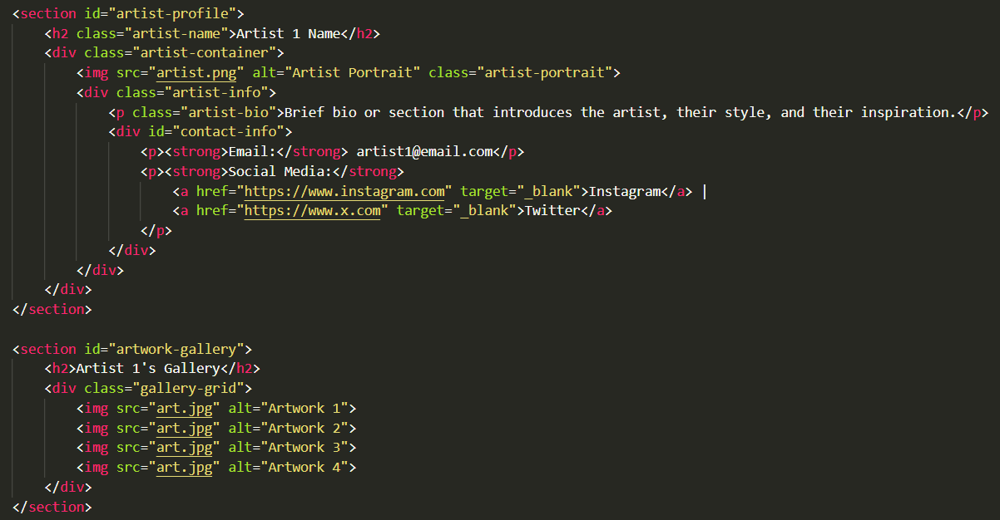 <section id="artist-profile">
    <h2 class="artist-name">Artist 1 Name</h2>
    <div class="artist-container">
        <img src="artist.png" alt="Artist Portrait" class="artist-portrait">
        <div class="artist-info">
            <p class="artist-bio">Brief bio or section that introduces the artist, their style, and their inspiration.</p>
            <div id="contact-info">
                <p><strong>Email:</strong> artist1@email.com</p>
                <p><strong>Social Media:</strong>
                    <a href="https://www.instagram.com" target="_blank">Instagram</a> |
                    <a href="https://www.x.com" target="_blank">Twitter</a>
                </p>
            </div>
        </div>
    </div>
</section>

<section id="artwork-gallery">
    <h2>Artist 1's Gallery</h2>
    <div class="gallery-grid">
        <img src="art.jpg" alt="Artwork 1">
        <img src="art.jpg" alt="Artwork 2">
        <img src="art.jpg" alt="Artwork 3">
        <img src="art.jpg" alt="Artwork 4">
    </div>
</section>